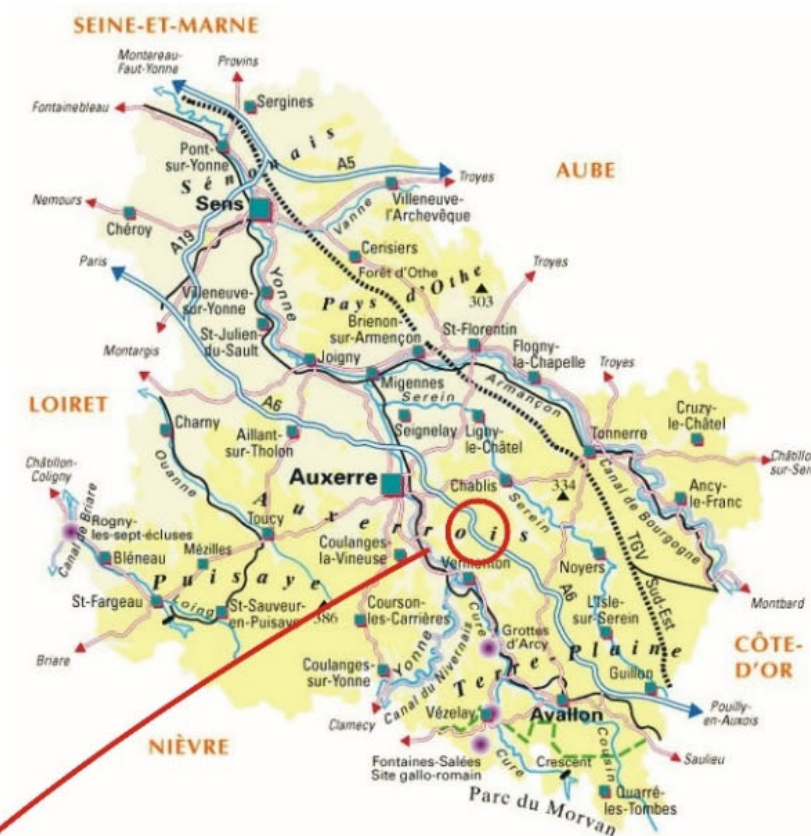 SEINE-ET-MARNE
Montereau-
Faut-Yonne
Provins
Fontainebleau
Sergines
Pont-
sur-Yonne
Sénonais
A5
Troyes
AUBE
Nemours
Sens
Vanne
Villeneuve-
l'Archevêque
Chéroy
A19
Cerisiers
Paris
Yonne
Forêt d'Othe
Troyes
Villeneuve-
sur-Yonne
Pays d'Othe
303
St-Julien-
du-Sault
Brienon-
sur-Armençon
St-Florentin
Flogny-
la-Chapelle
Montargis
Joigny
Troyes
Migennes
Armançon
LOIRET
A6
Serein
Cruzy-
le-Châtel
Charny
Aillant-
sur-Tholon
Seignelay
Ligny-
le-Châtel
Tonnerre
Châtillon-
Coligny
Ouanne
Auxerre
Chablis
334
Châtillo
sur-Sei
Canal de Bourgogne
Ancy-
le-Franc
Rogny-
les-sept-écluses
Auxerrois
Serein
Canal de Briare
Toucy
Bléneau
Mézilles
Coulanges-
la-Vineuse
Noyers
TGV
Sud-Est
Puisaye
Vermenton
A6
Montbard
St-Fargeau
Loing
St-Sauveur-
en-Puisaye
386
Courson-
les-Carrières
L'Isle-
sur-Serein
Briare
Yonne
Canal du Nivernais
Cure
Grottes
d'Arcy
CÔTE-
D'OR
Coulanges-
sur-Yonne
Terre Plaine
Guillon
Clamecy
Vézelay
Avallon
Pouilly-
en-Auxois
NIÈVRE
Fontaines-Salées
Site gallo-romain
Cure
Crescent
Cousin
Saulieu
Parc du Morvan
Quarré-
les-Tombes